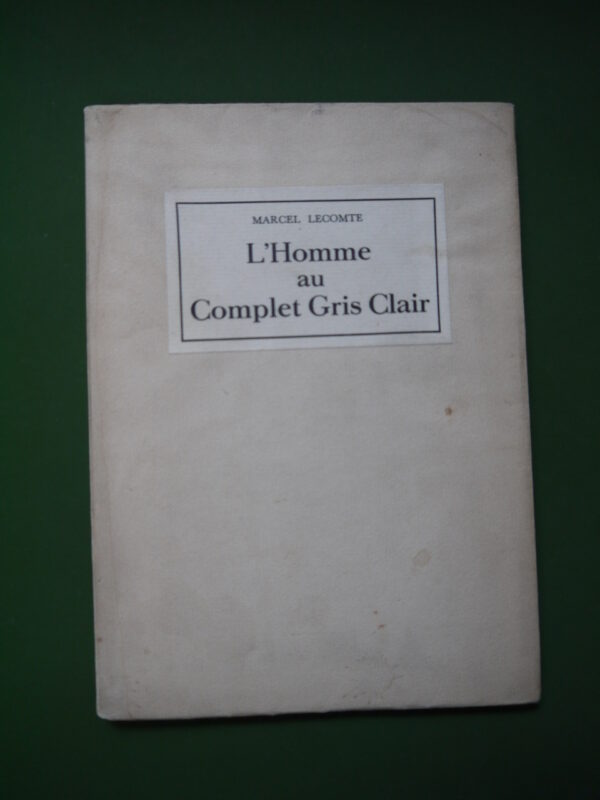 MARCEL LECOMTE
L'Homme
au
Complet Gris Clair